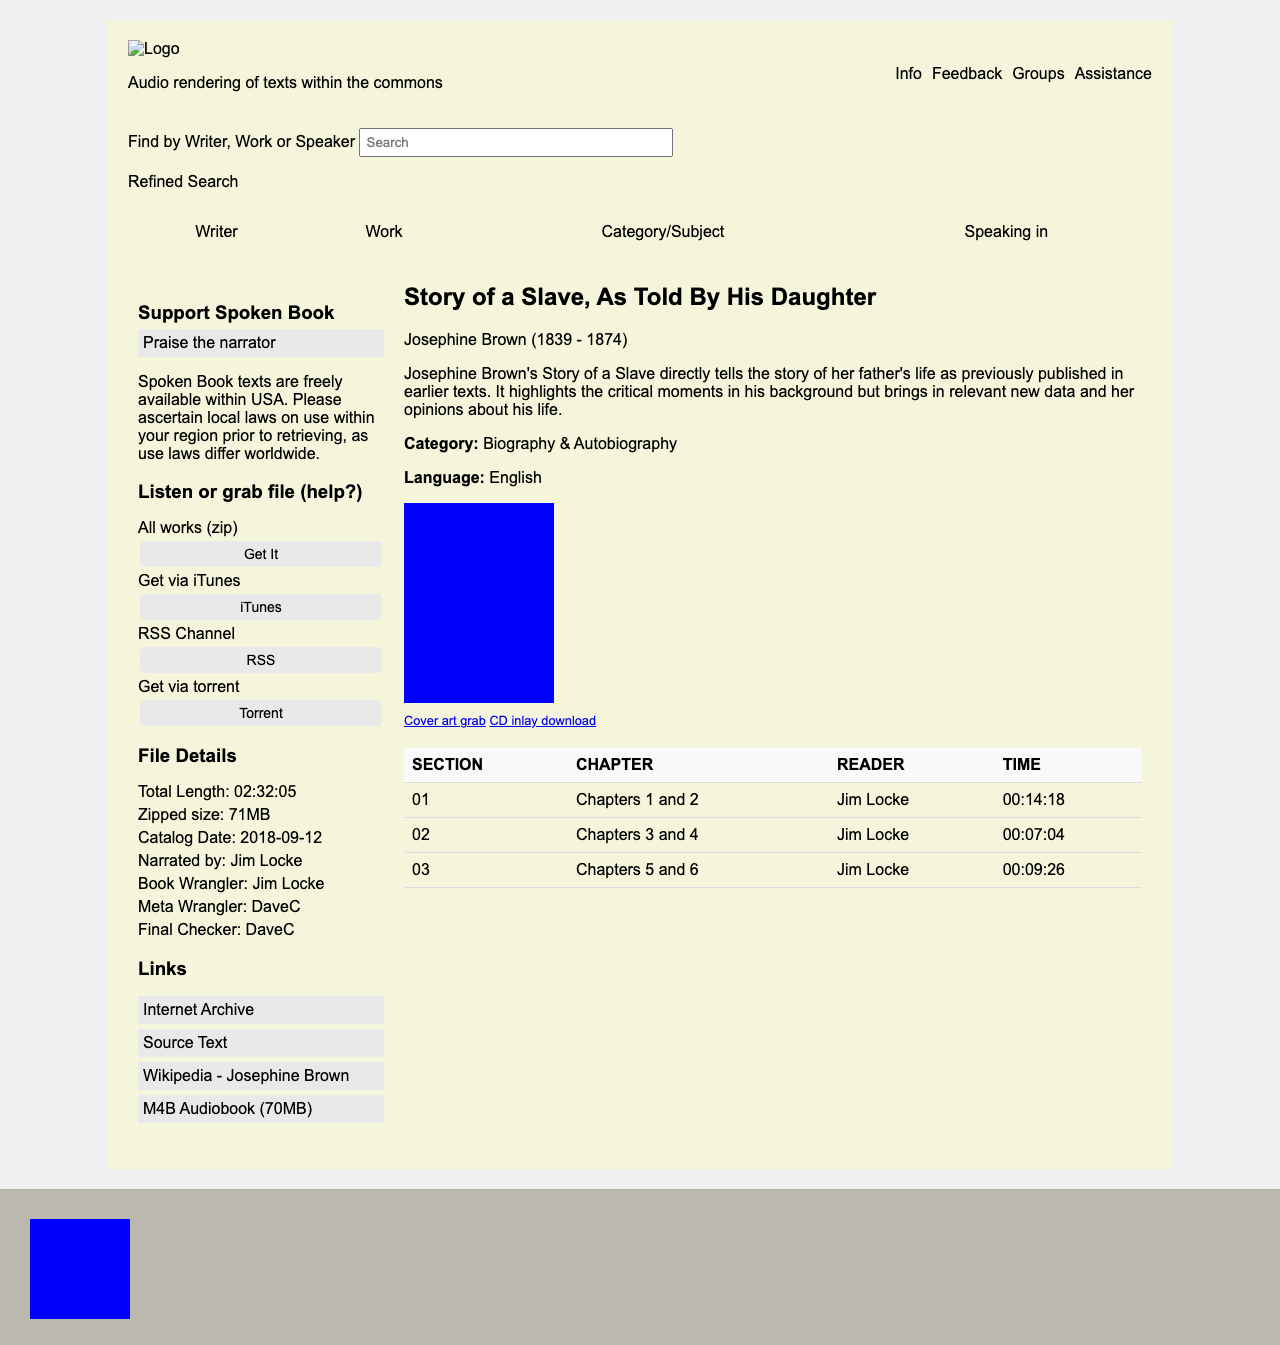 Logo
Audio rendering of texts within the commons
Info Feedback Groups Assistance
Find by Writer, Work or Speaker Search
Refined Search
Writer Work Category/Subject Speaking in
Support Spoken Book
Praise the narrator
Spoken Book texts are freely
available within USA. Please
ascertain local laws on use within
your region prior to retrieving, as
use laws differ worldwide.
Listen or grab file (help?)
All works (zip)
Get It
Get via iTunes
iTunes
RSS Channel
RSS
Get via torrent
Torrent
File Details
Total Length: 02:32:05
Zipped size: 71MB
Catalog Date: 2018-09-12
Narrated by: Jim Locke
Book Wrangler: Jim Locke
Meta Wrangler: DaveC
Final Checker: DaveC
Links
Internet Archive
Source Text
Wikipedia - Josephine Brown
M4B Audiobook (70MB)
Story of a Slave, As Told By His Daughter
Josephine Brown (1839 - 1874)
Josephine Brown's Story of a Slave directly tells the story of her father's life as previously published in
earlier texts. It highlights the critical moments in his background but brings in relevant new data and her
opinions about his life.
Category: Biography & Autobiography
Language: English
Cover art grab CD inlay download
SECTION CHAPTER READER TIME
01 Chapters 1 and 2 Jim Locke 00:14:18
02 Chapters 3 and 4 Jim Locke 00:07:04
03 Chapters 5 and 6 Jim Locke 00:09:26